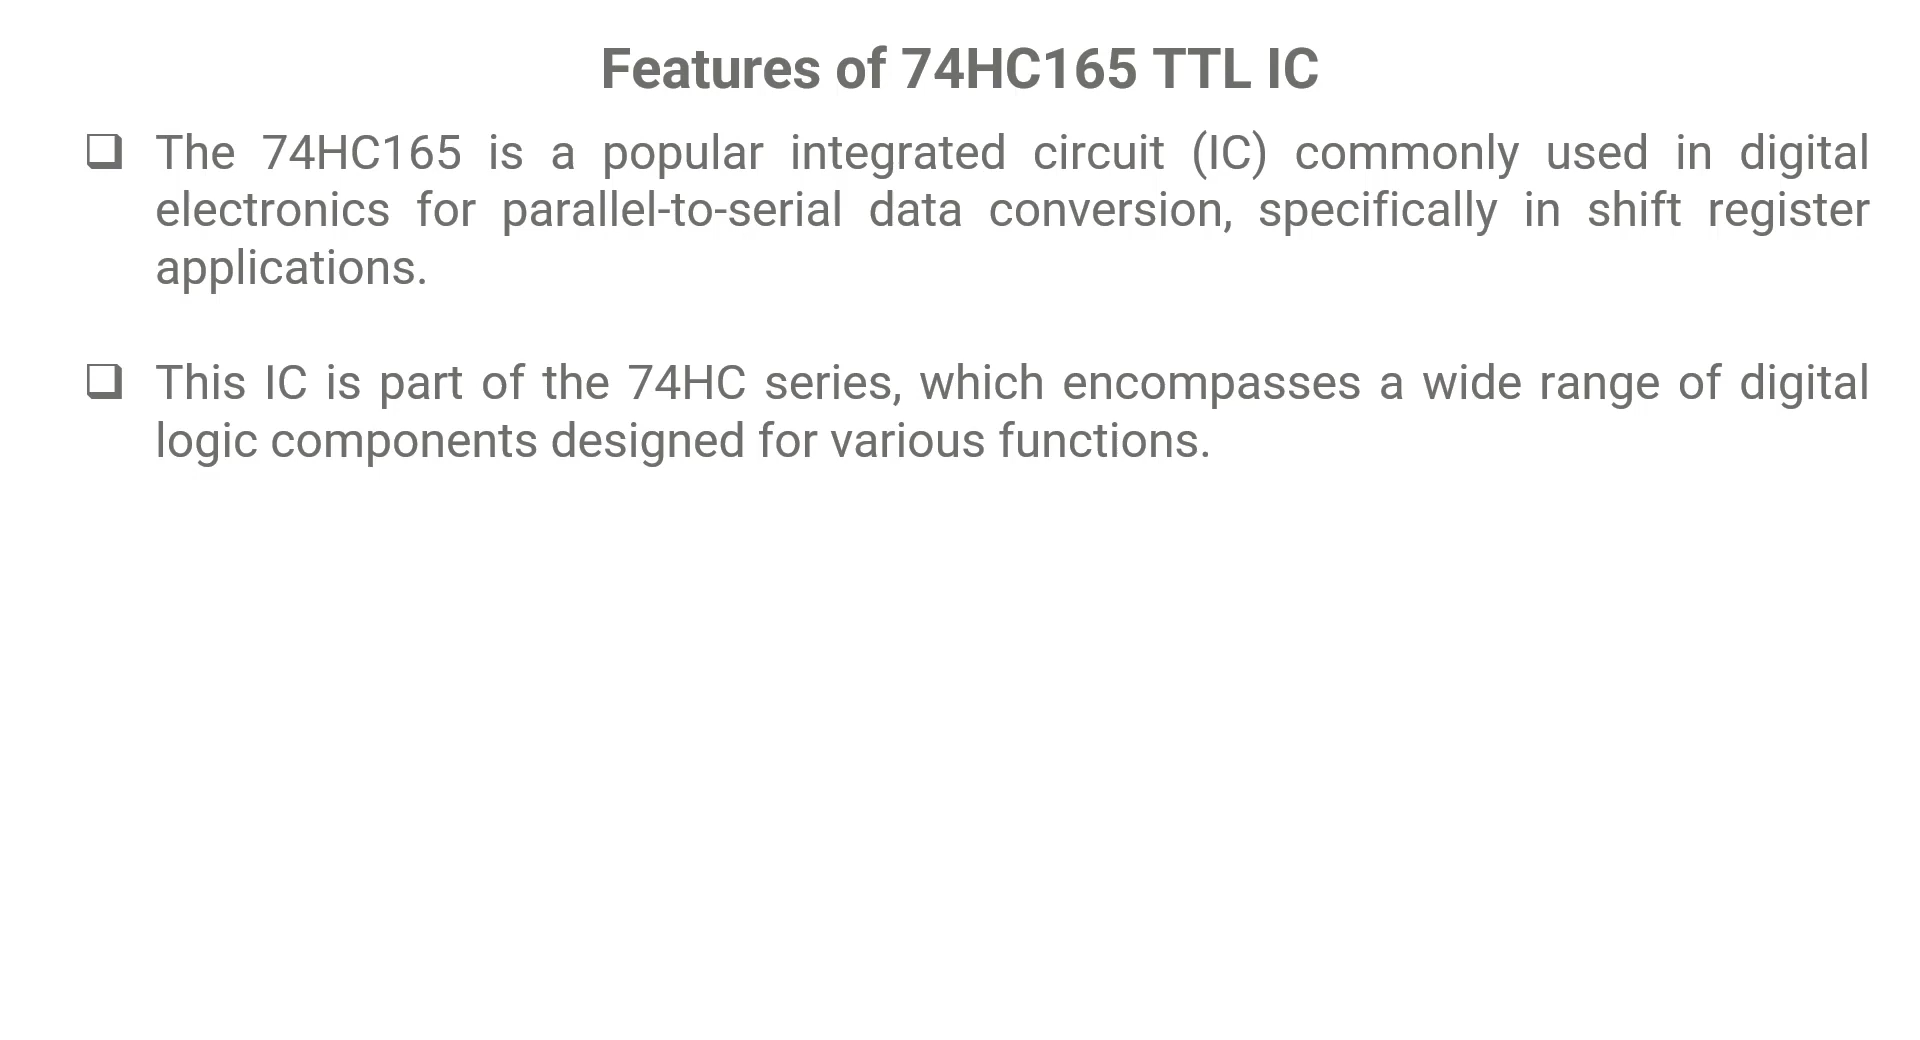 Features of 74HC165 TTL IC
❑ The 74HC165 is a popular integrated circuit (IC) commonly used in digital
electronics for parallel-to-serial data conversion, specifically in shift register
applications.
❑ This IC is part of the 74HC series, which encompasses a wide range of digital
logic components designed for various functions.